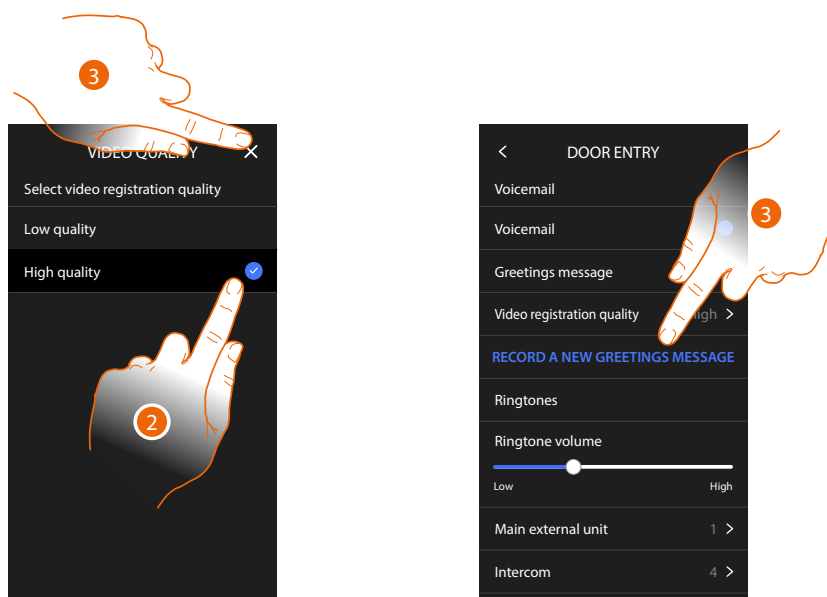 3
VIDEO QUALITY
Select video registration quality
Low quality
High quality
2
DOOR ENTRY
Voicemail
3
Voicemail
Greetings message
Video registration quality
RECORD A NEW GREETINGS MESSAGE
Ringtones
Ringtone volume
Low High
Main external unit 1
Intercom 4